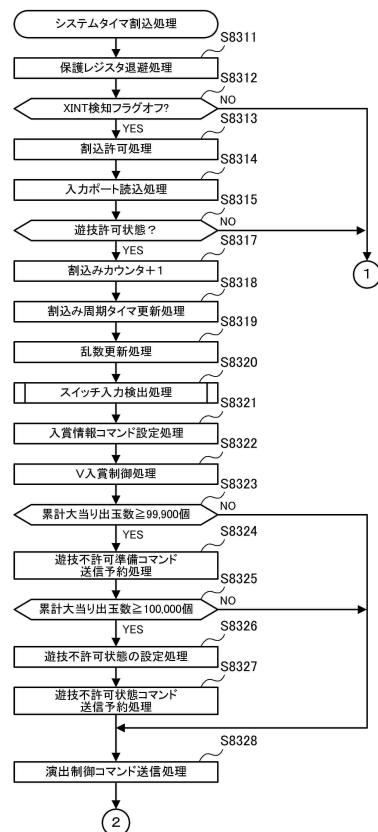 システムタイマ割込処理
S8311
保護レジスタ退避処理
S8312
XINT検知フラグオフ?
NO
YES
S8313
割込許可処理
S8314
入力ポート読込処理
S8315
遊技許可状態?
NO
YES
S8317
割込みカウンタ+1
1
S8318
割込み周期タイマ更新処理
S8319
乱数更新処理
S8320
スイッチ入力検出処理
S8321
入賞情報コマンド設定処理
S8322
V入賞制御処理
S8323
累計大当り出玉数≧99,900個
NO
YES
S8324
遊技不許可準備コマンド
送信予約処理
S8325
累計大当り出玉数≧100,000個
NO
YES
S8326
遊技不許可状態の設定処理
S8327
遊技不許可状態コマンド
送信予約処理
S8328
演出制御コマンド送信処理
2